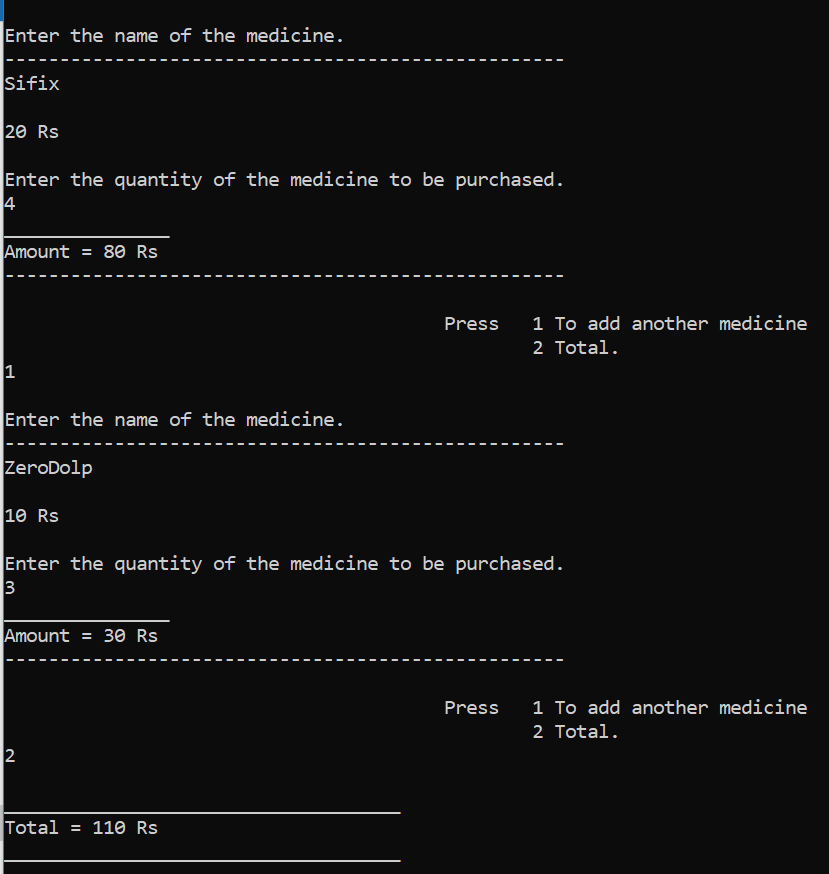 Enter the name of the medicine.
---------------------------------------------------
Sifix
20 Rs
Enter the quantity of the medicine to be purchased.
4
_______________
Amount = 80 Rs
---------------------------------------------------
Press   1 To add another medicine
2 Total.
1
Enter the name of the medicine.
---------------------------------------------------
ZeroDolp
10 Rs
Enter the quantity of the medicine to be purchased.
3
_______________
Amount = 30 Rs
---------------------------------------------------
Press   1 To add another medicine
2 Total.
2
____________________________________
Total = 110 Rs
____________________________________